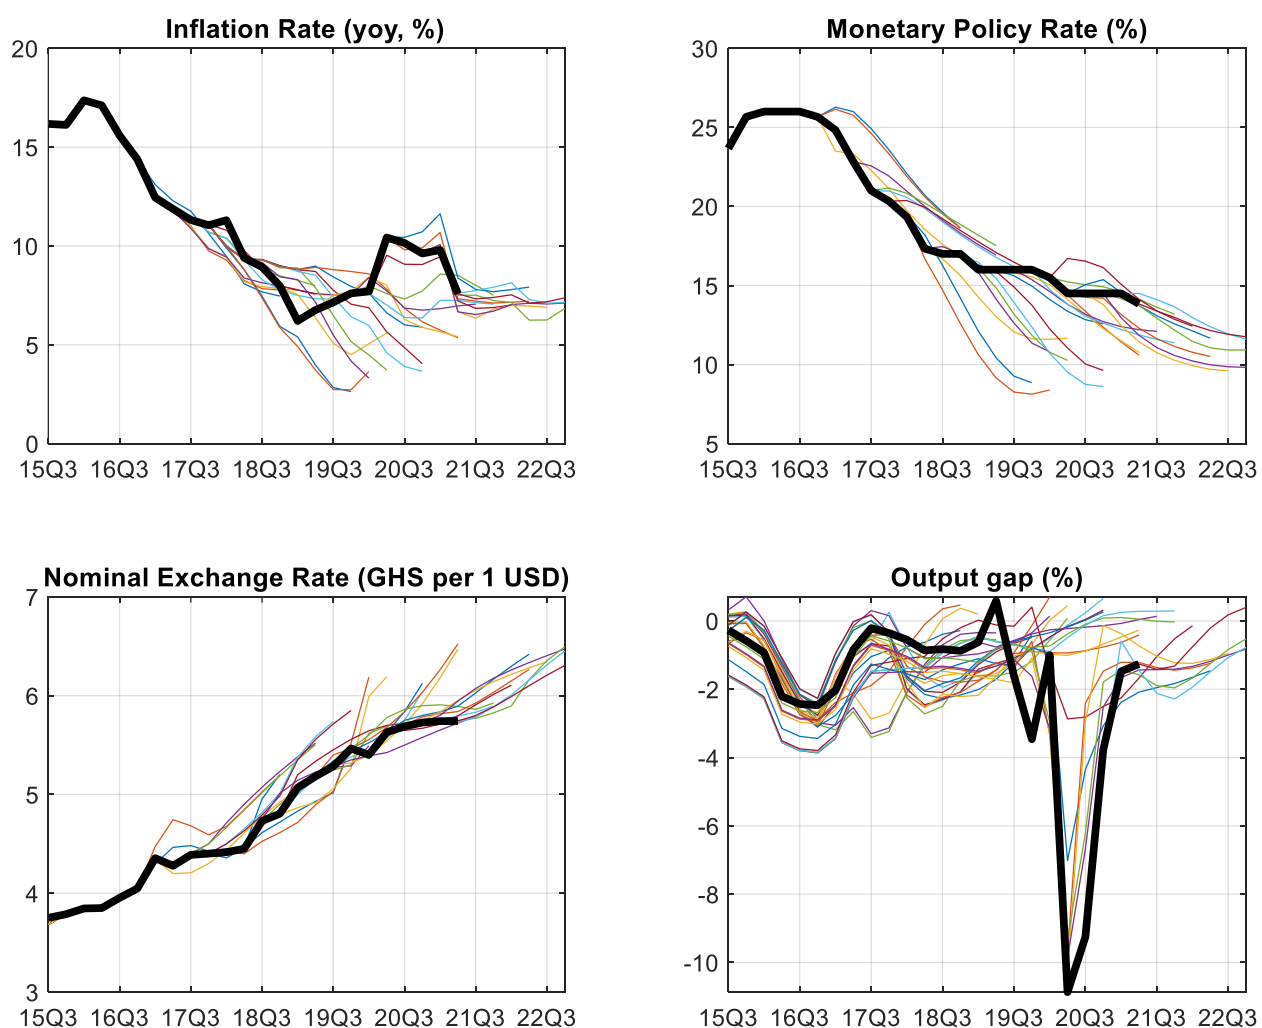 Inflation Rate (yoy, %)
20
15
10
5
0
15Q3 16Q3 17Q3 18Q3 19Q3 20Q3 21Q3 22Q3
Monetary Policy Rate (%)
30
25
20
15
10
5
15Q3 16Q3 17Q3 18Q3 19Q3 20Q3 21Q3 22Q3
Nominal Exchange Rate (GHS per 1 USD)
7
6
5
4
3
15Q3 16Q3 17Q3 18Q3 19Q3 20Q3 21Q3 22Q3
Output gap (%)
0
-2
-4
-6
-8
-10
15Q3 16Q3 17Q3 18Q3 19Q3 20Q3 21Q3 22Q3